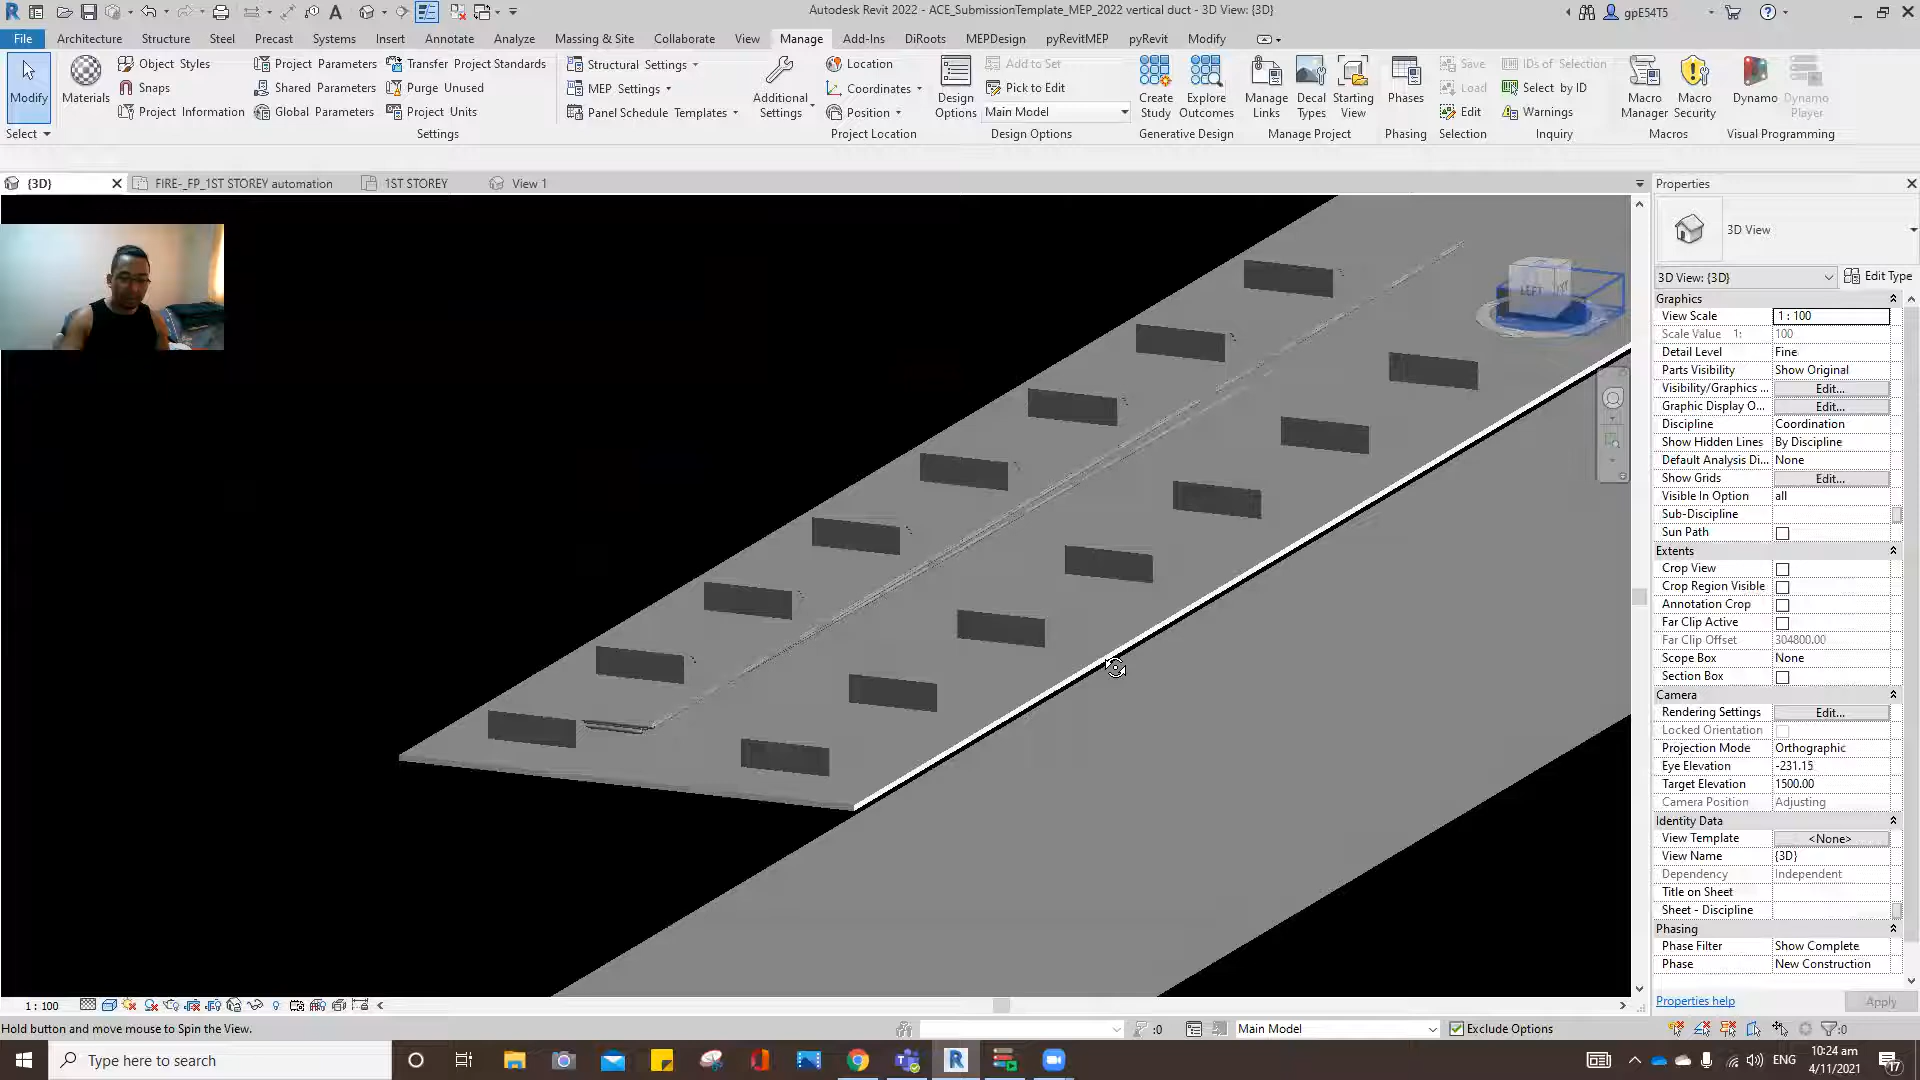 Autodesk Revit 2022 - ACE_SubmissionTemplate_MEP_2022 vertical duct - 3D View: {3D}
gpE54T5
File Architecture Structure Steel Precast Systems Insert Annotate Analyze Massing & Site Collaborate View Manage Add-Ins DiRoots MEPDesign pyRevitMEP pyRevit Modify
Modify
Select
Materials
Object Styles
Snaps
Project Information
Project Parameters
Shared Parameters
Global Parameters
Transfer Project Standards
Purge Unused
Project Units
Settings
Structural Settings
MEP Settings
Panel Schedule Templates
Additional
Settings
Location
Coordinates
Position
Project Location
Design
Options
Add to Set
Pick to Edit
Main Model
Design Options
Create
Study
Explore
Outcomes
Generative Design
Manage
Links
Decal
Types
Starting
View
Manage Project
Phases
Phasing
Save
Load
Edit
Selection
IDs of Selection
Select by ID
Warnings
Inquiry
Macro
Manager
Macro
Security
Macros
Dynamo
Dynamo
Player
Visual Programming
{3D}
FIRE-_FP_1ST STOREY automation
1ST STOREY
View 1
LEFT
Properties
3D View
3D View: {3D}
Edit Type
Graphics
View Scale 1 : 100
Scale Value 1: 100
Detail Level Fine
Parts Visibility Show Original
Visibility/Graphics ... Edit...
Graphic Display O... Edit...
Discipline Coordination
Show Hidden Lines By Discipline
Default Analysis Di... None
Show Grids Edit...
Visible In Option all
Sub-Discipline
Sun Path
Extents
Crop View
Crop Region Visible
Annotation Crop
Far Clip Active
Far Clip Offset 304800.00
Scope Box None
Section Box
Camera
Rendering Settings Edit...
Locked Orientation
Projection Mode Orthographic
Eye Elevation -231.15
Target Elevation 1500.00
Camera Position Adjusting
Identity Data
View Template <None>
View Name {3D}
Dependency Independent
Title on Sheet
Sheet - Discipline
Phasing
Phase Filter Show Complete
Phase New Construction
Properties help
Apply
1 : 100
Hold button and move mouse to Spin the View.
:0
Main Model
Exclude Options
:0
Type here to search
ENG
10:24 am
4/11/2021
17